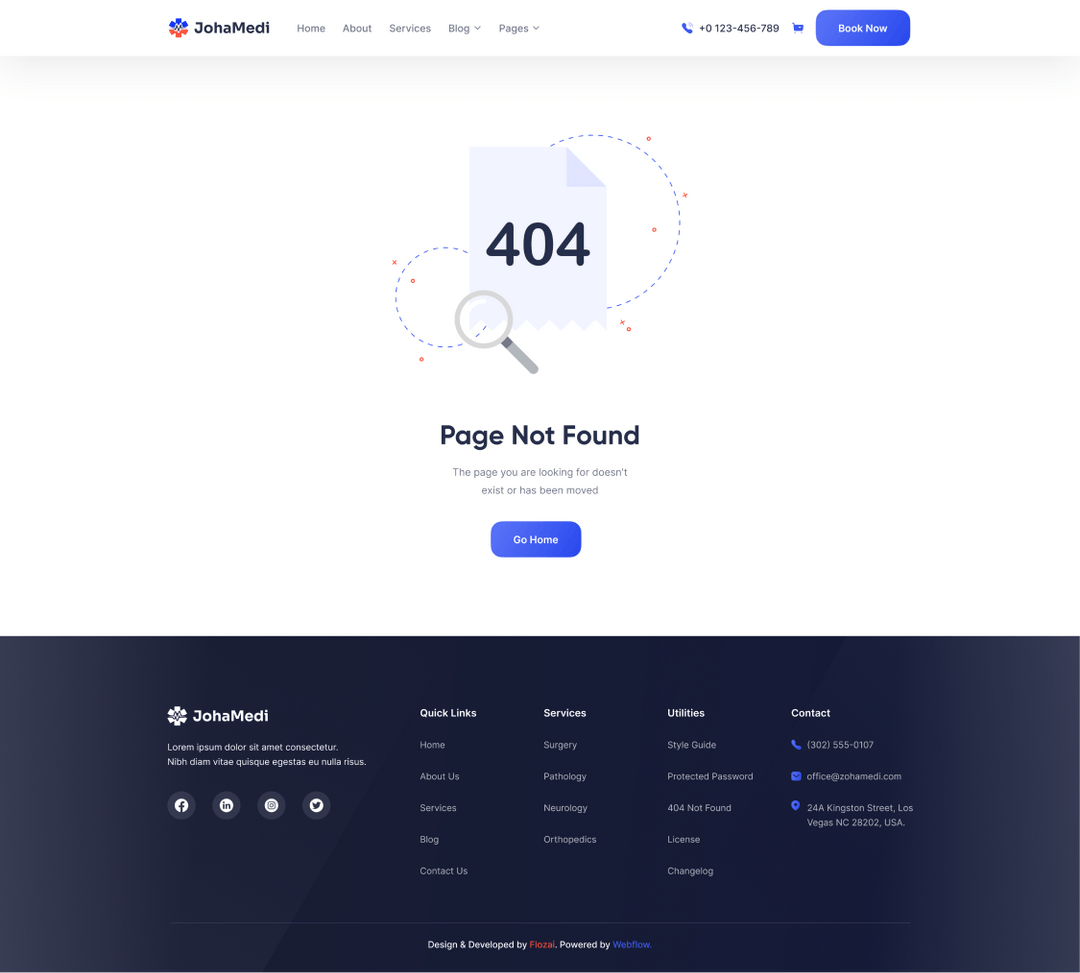 JohaMedi
Home
About
Services
Blog
Pages
+0 123-456-789
Book Now
404
Page Not Found
The page you are looking for doesn't
exist or has been moved
Go Home
JohaMedi
Lorem ipsum dolor sit amet consectetur.
Nibh diam vitae quisque egestas eu nulla risus.
Quick Links
Home
About Us
Services
Blog
Contact Us
Services
Surgery
Pathology
Neurology
Orthopedics
Utilities
Style Guide
Protected Password
404 Not Found
License
Changelog
Contact
(302) 555-0107
office@zohamedi.com
24A Kingston Street, Los
Vegas NC 28202, USA.
Design & Developed by Flozai. Powered by Webflow.